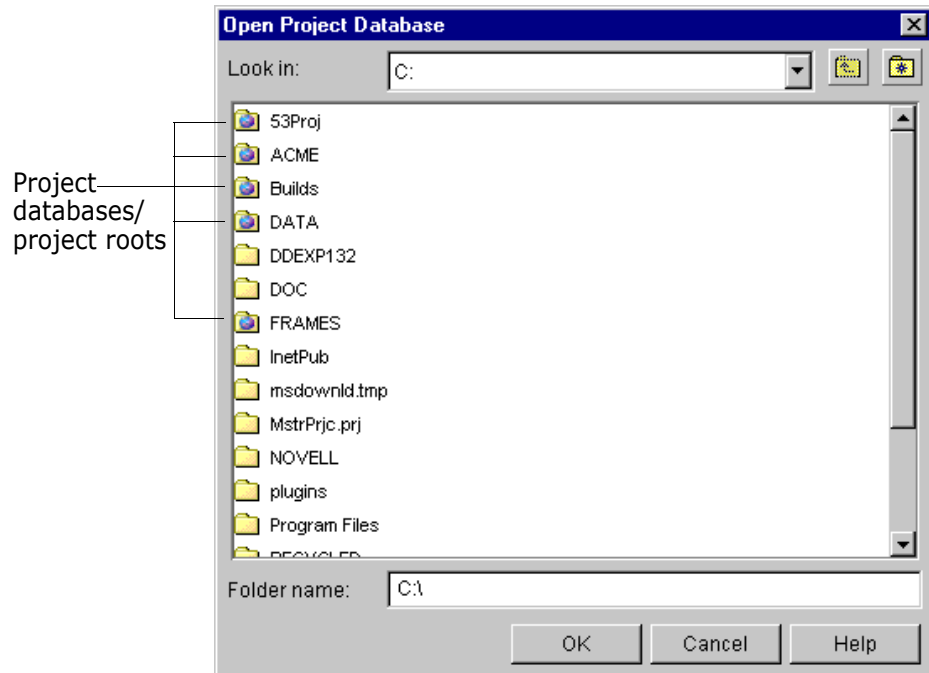 Open Project Database
Look in:
C:
53Proj
ACME
Builds
DATA
DDEXP132
DOC
FRAMES
InetPub
msdownld.tmp
MstrPrjc.prj
NOVELL
plugins
Program Files
RECYCLED
Folder name:
C:\
OK
Cancel
Help
Project
databases/
project roots